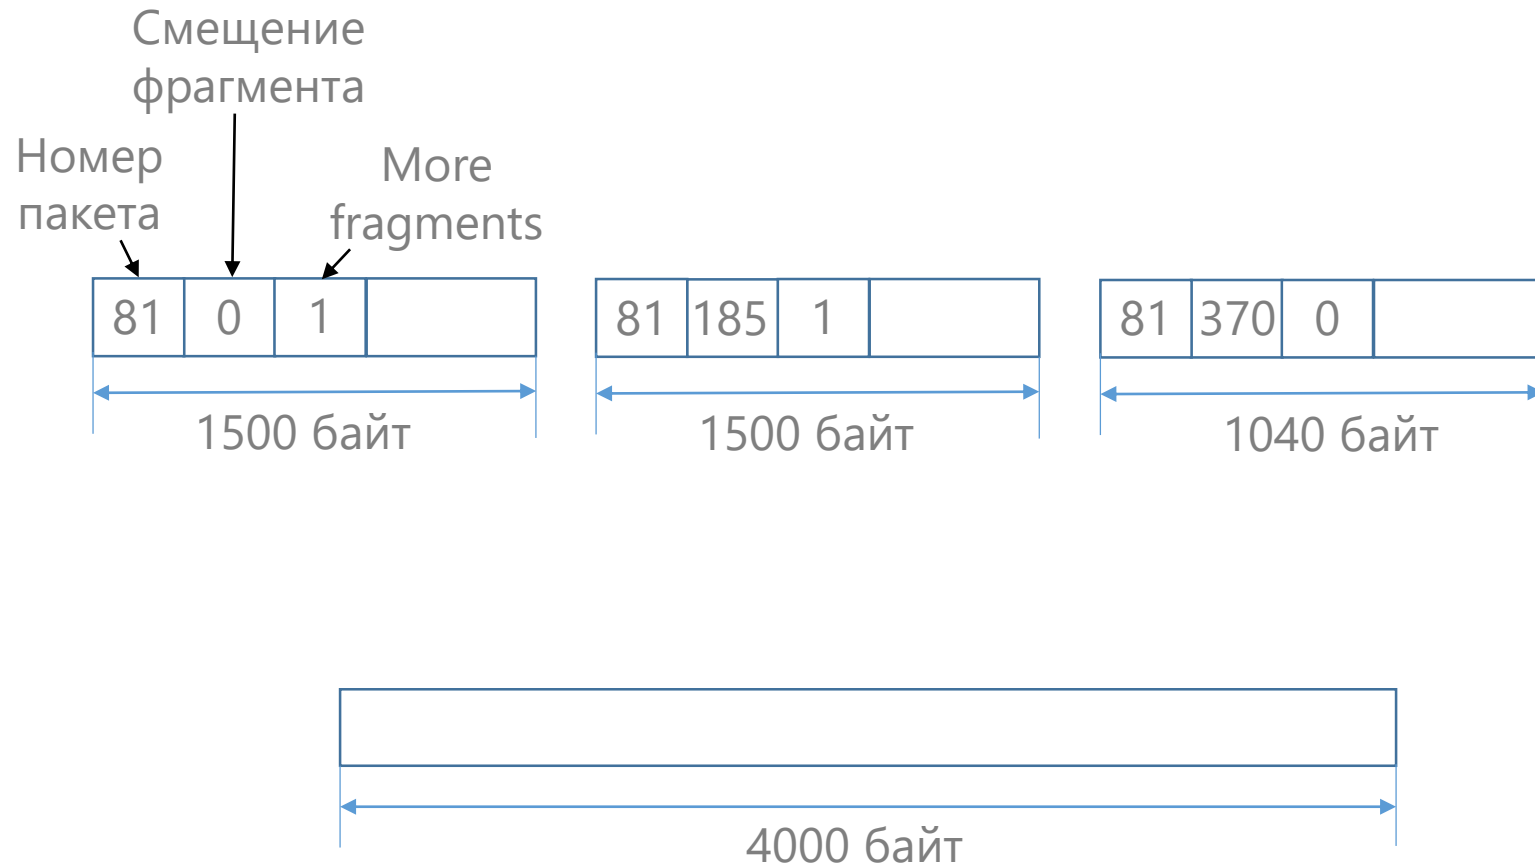 Смещение
фрагмента
Номер
пакета
More
fragments
81 0 1
81 185 1
81 370 0
1500 байт
1500 байт
1040 байт
4000 байт